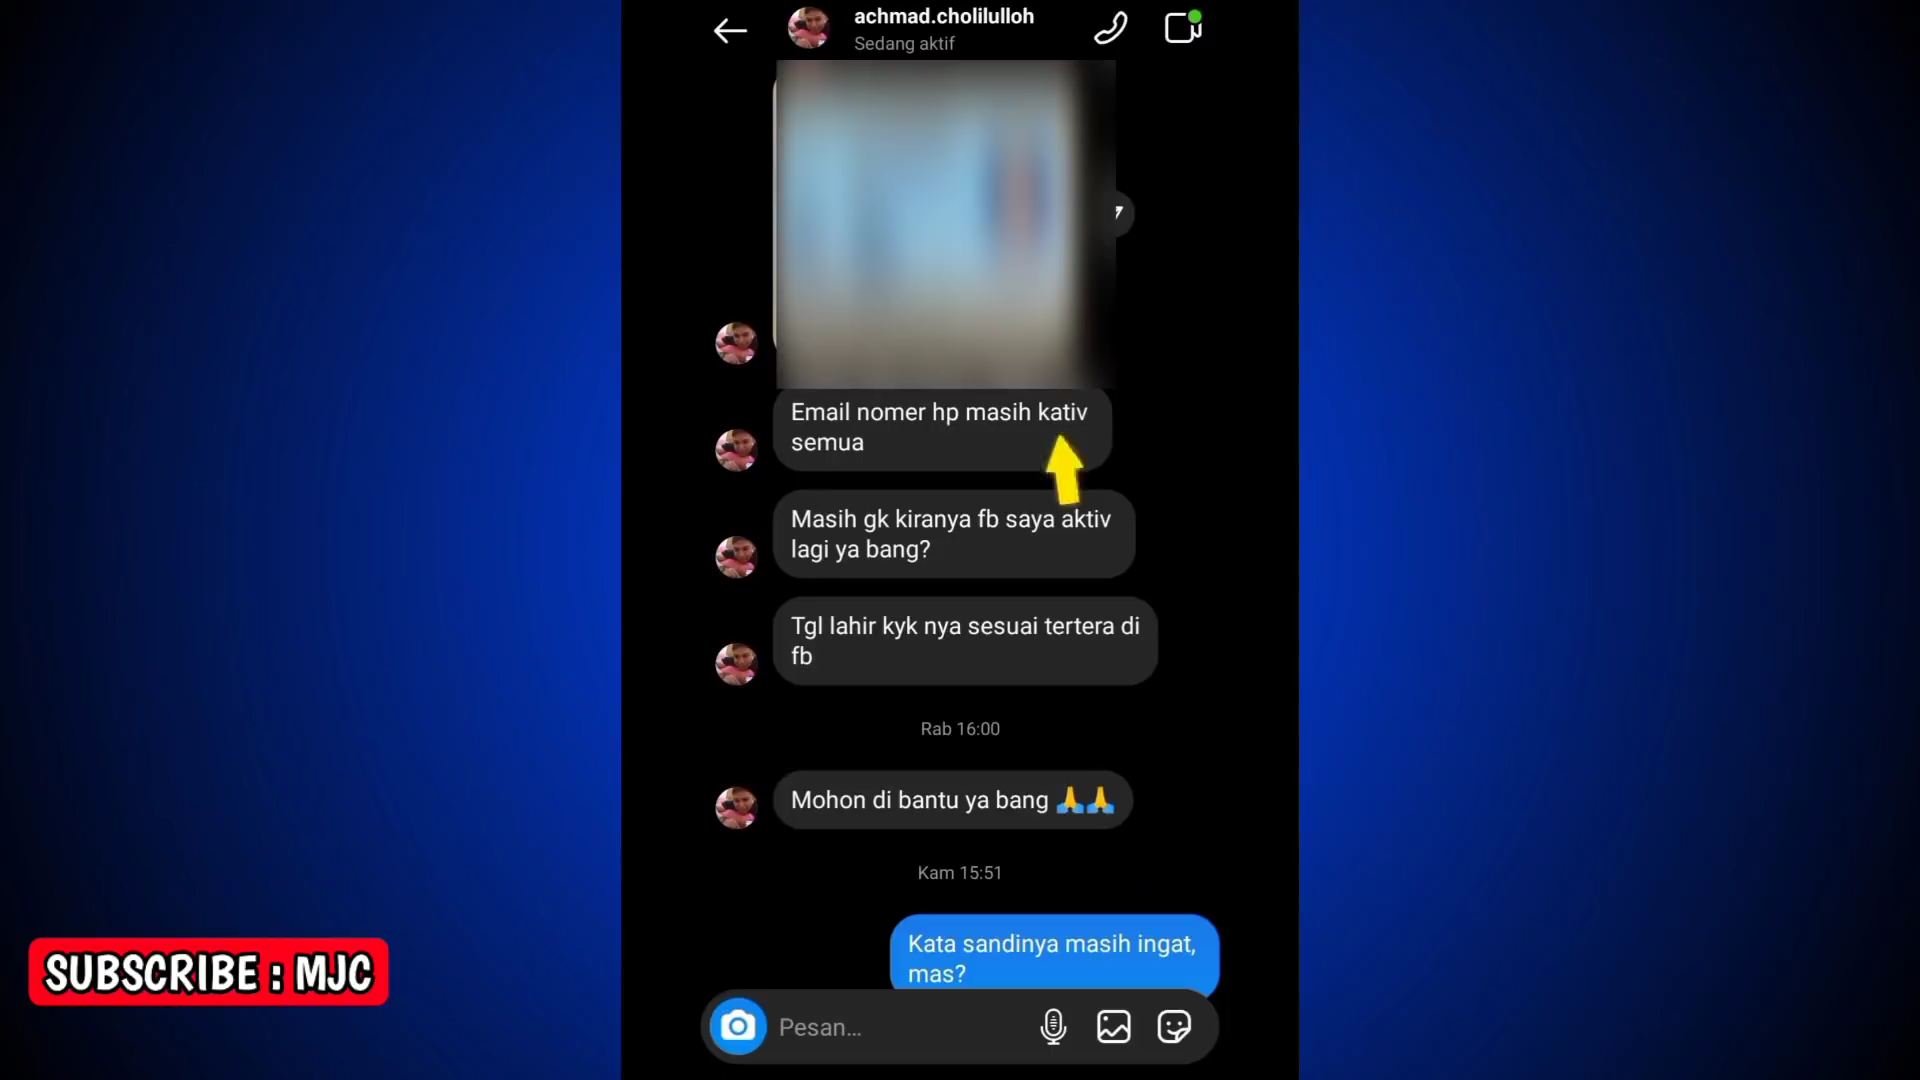 achmad.cholilulloh
Sedang aktif
Email nomer hp masih kativ
semua
Masih gk kiranya fb saya aktiv
lagi ya bang?
Tgl lahir kyk nya sesuai tertera di
fb
Rab 16:00
Mohon di bantu ya bang 🙏🙏
Kam 15:51
Kata sandinya masih ingat,
mas?
Pesan...
SUBSCRIBE : MJC